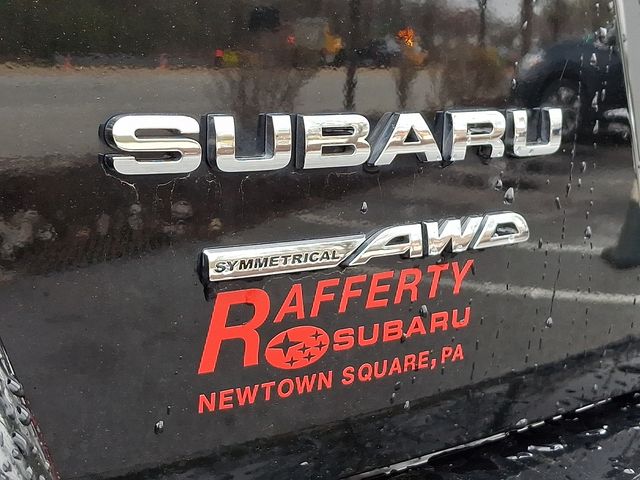 SUBARU
SYMMETRICAL AWD
RAFFERTY
SUBARU
NEWTOWN SQUARE, PA